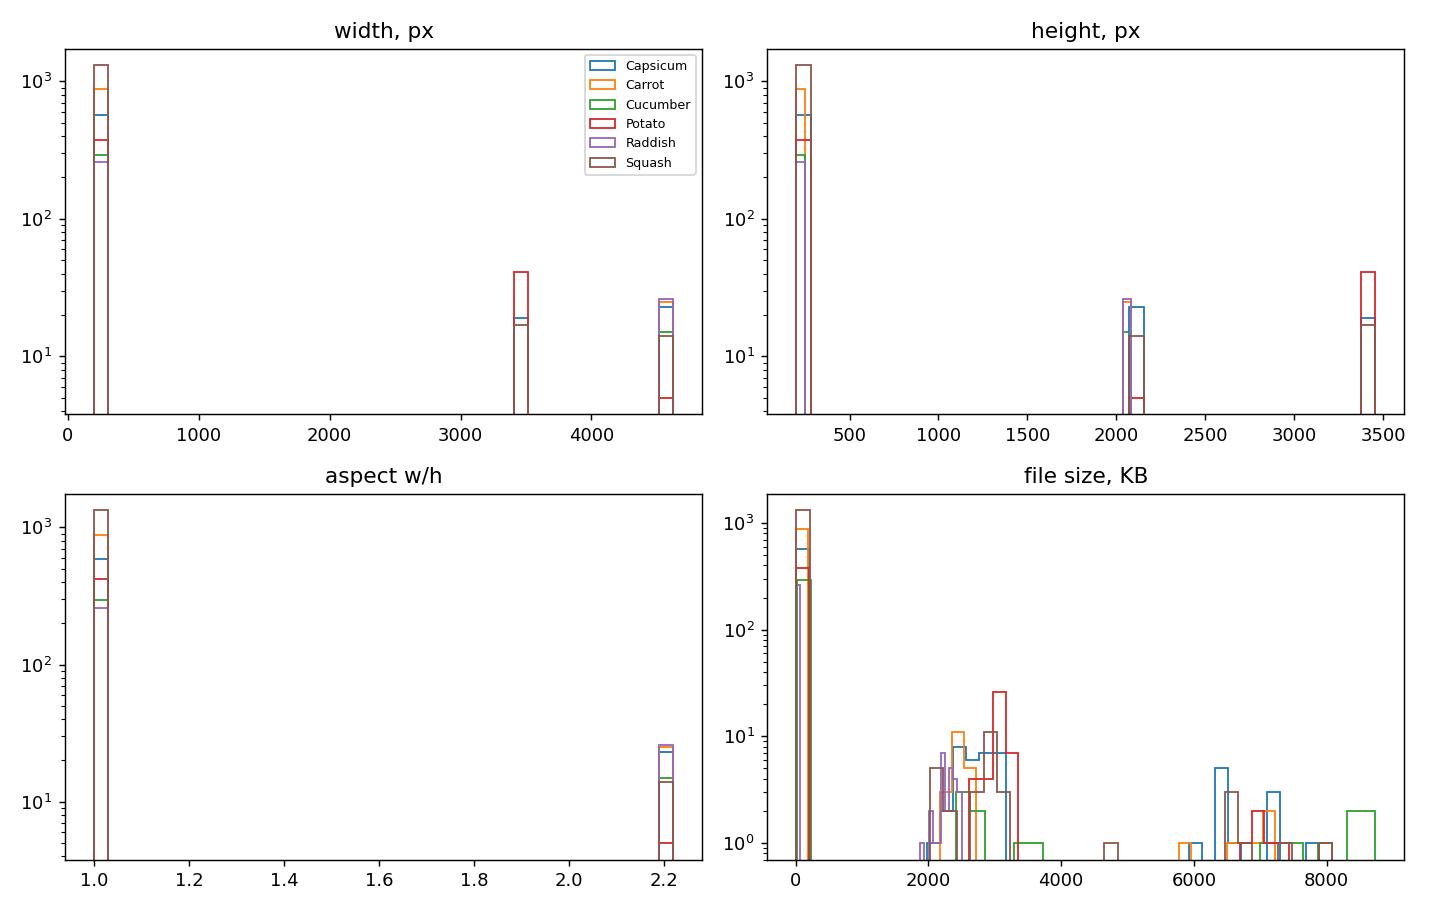 width, px
10³
10²
10¹
0 1000 2000 3000 4000
Capsicum
Carrot
Cucumber
Potato
Raddish
Squash
height, px
10³
10²
10¹
500 1000 1500 2000 2500 3000 3500
aspect w/h
10³
10²
10¹
1.0 1.2 1.4 1.6 1.8 2.0 2.2
file size, KB
10³
10²
10¹
10⁰
0 2000 4000 6000 8000